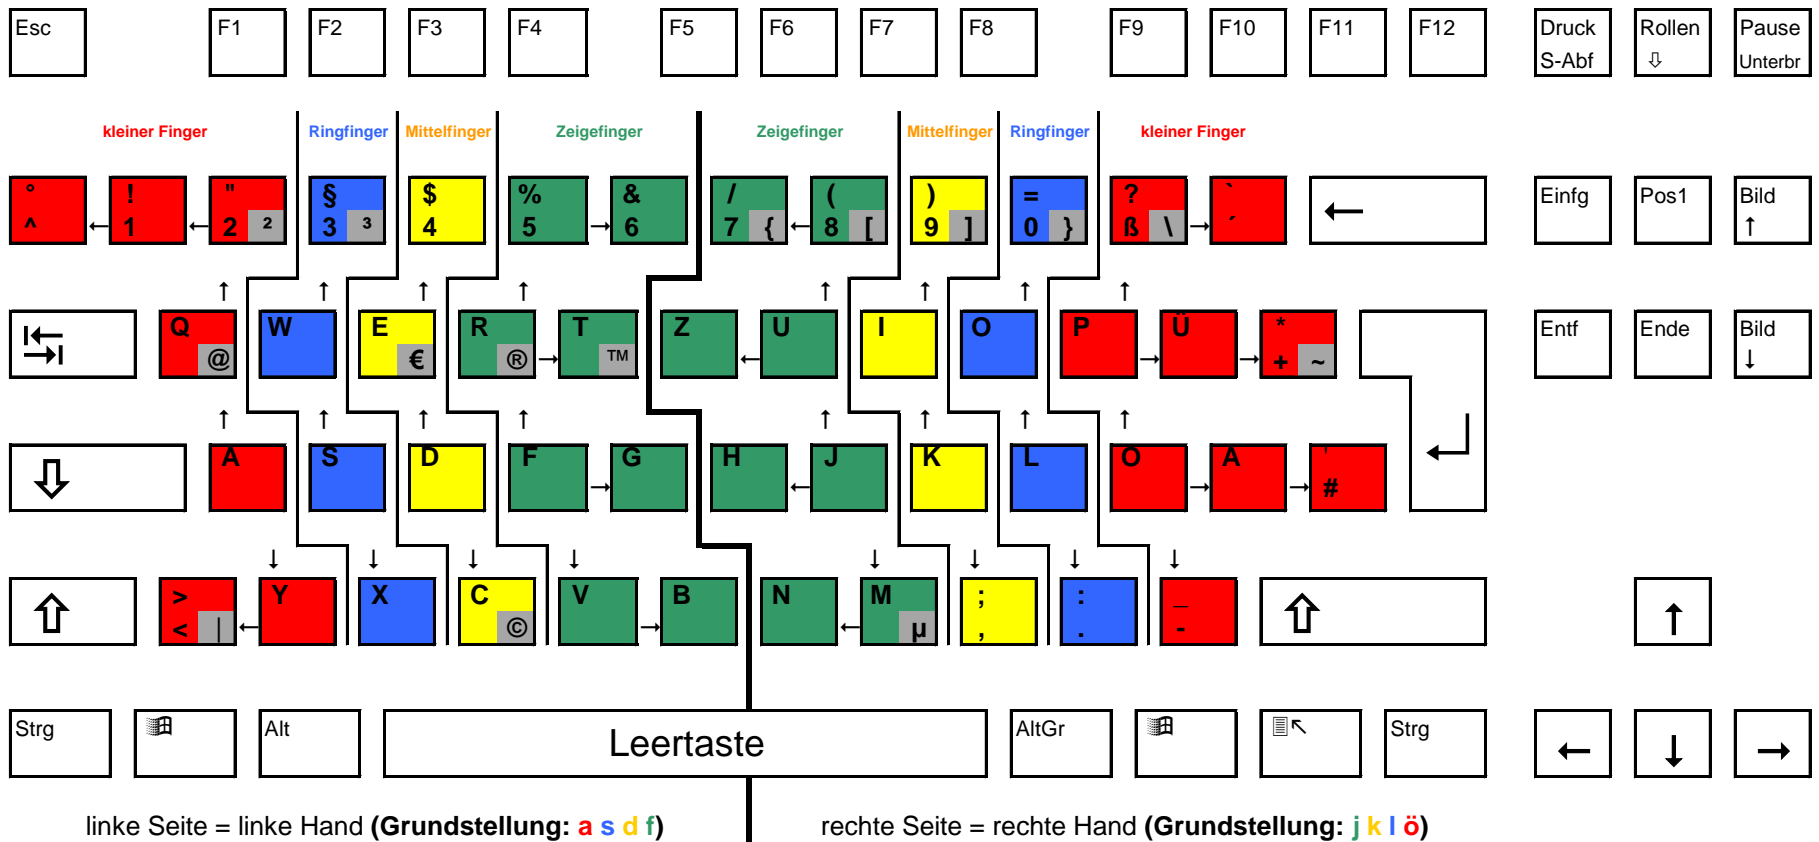 Esc F1 F2 F3 F4 F5 F6 F7 F8 F9 F10 F11 F12 Druck Rollen Pause
S-Abf ⇩ Unterbr
kleiner Finger Ringfinger Mittelfinger Zeigefinger Zeigefinger Mittelfinger Ringfinger kleiner Finger
° ! " § $ % & / ( ) = ? ` Einfg Pos1 Bild
^ ← 1 ← 2 ² 3 ³ 4 5 → 6 7 { ← 8 [ 9 ] 0 } ß \ → ´ ← ↑
↑ ↑ ↑ ↑ ↑ ↑ ↑ ↑
Q W E R T Z U I O P Ü * Entf Ende Bild
@ € ® → ™ ← → → + ~ ↓
↑ ↑ ↑ ↑ ↑ ↑ ↑ ↑
A S D F G H J K L O A '
⇩ → ← → → # ↵
↓ ↓ ↓ ↓ ↓ ↓ ↓ ↓
> Y X C V B N M ; : _
⇧ < | ← © → ← µ , . - ⇧ ↑
Strg Alt Leertaste AltGr Strg ← ↓ →
linke Seite = linke Hand (Grundstellung: a s d f) rechte Seite = rechte Hand (Grundstellung: j k l ö)